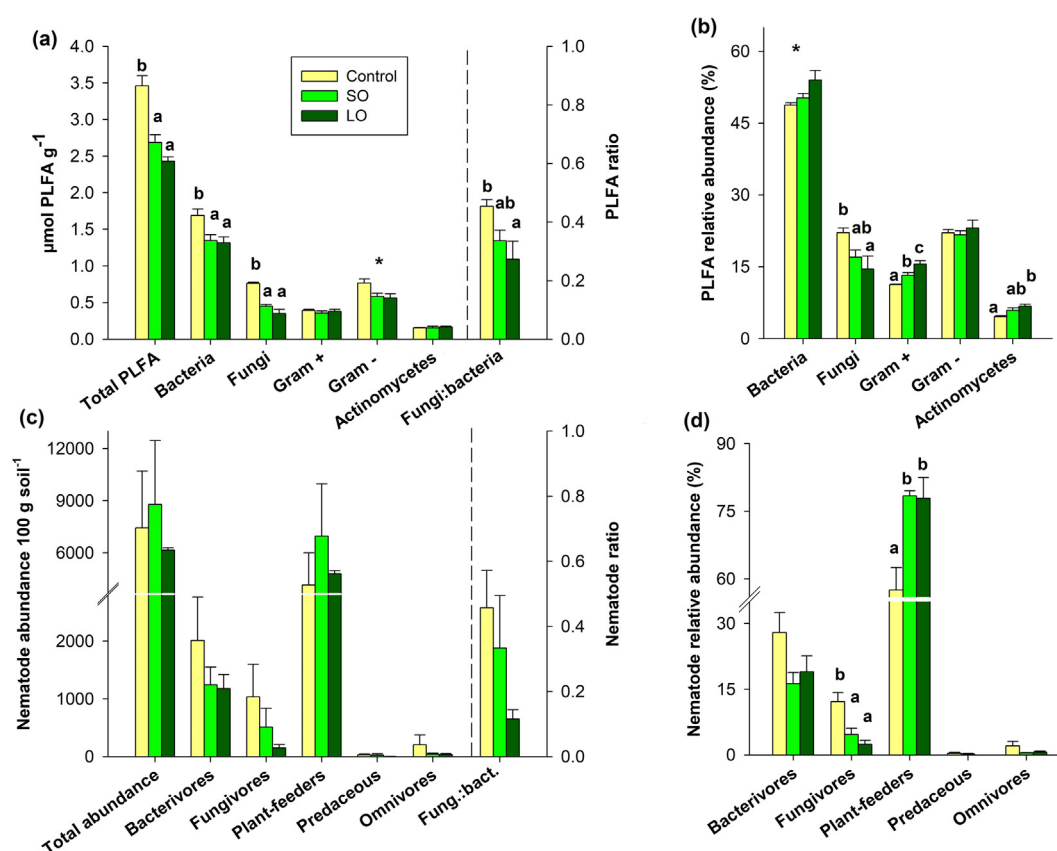 (a)
4.0
3.5
3.0
2.5
2.0
1.5
1.0
0.5
0.0
µmol PLFA g⁻¹
b
a
a
b
a
a
b
a
a
*
b
ab
a
Control
SO
LO
1.0
0.8
0.6
0.4
0.2
0.0
PLFA ratio
Total PLFA
Bacteria
Fungi
Gram +
Gram -
Actinomycetes
Fungi:bacteria
(b)
60
45
30
15
0
PLFA relative abundance (%)
*
b
ab
a
a
b
c
a
ab
b
Bacteria
Fungi
Gram +
Gram -
Actinomycetes
(c)
12000
9000
6000
2000
1000
0
Nematode abundance 100 g soil⁻¹
1.0
0.8
0.6
0.4
0.2
0.0
Nematode ratio
Total abundance
Bacterivores
Fungivores
Plant-feeders
Predaceous
Omnivores
Fung.:bact.
(d)
90
75
60
30
15
0
Nematode relative abundance (%)
b
a
a
a
b
b
Bacterivores
Fungivores
Plant-feeders
Predaceous
Omnivores